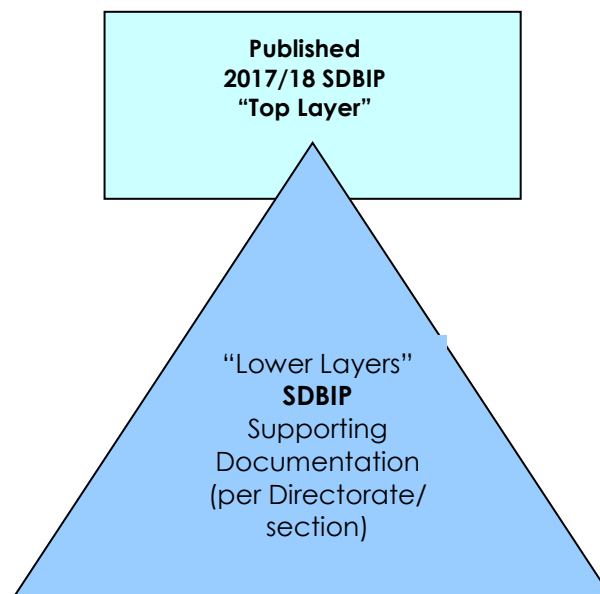 Published
2017/18 SDBIP
“Top Layer”
“Lower Layers”
SDBIP
Supporting
Documentation
(per Directorate/
section)